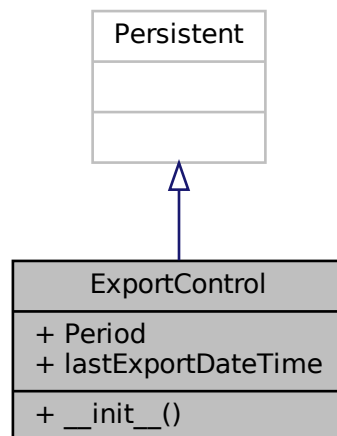 Persistent
ExportControl
+ Period
+ lastExportDateTime
+ __init__()